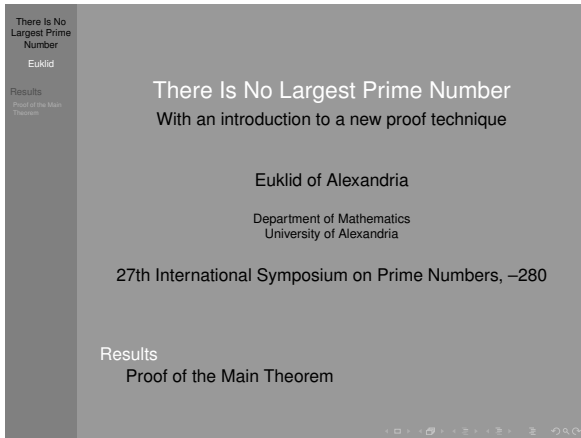 There Is No
Largest Prime
Number
Euklid
Results
Proof of the Main
Theorem
There Is No Largest Prime Number
With an introduction to a new proof technique
Euklid of Alexandria
Department of Mathematics
University of Alexandria
27th International Symposium on Prime Numbers, –280
Results
Proof of the Main Theorem